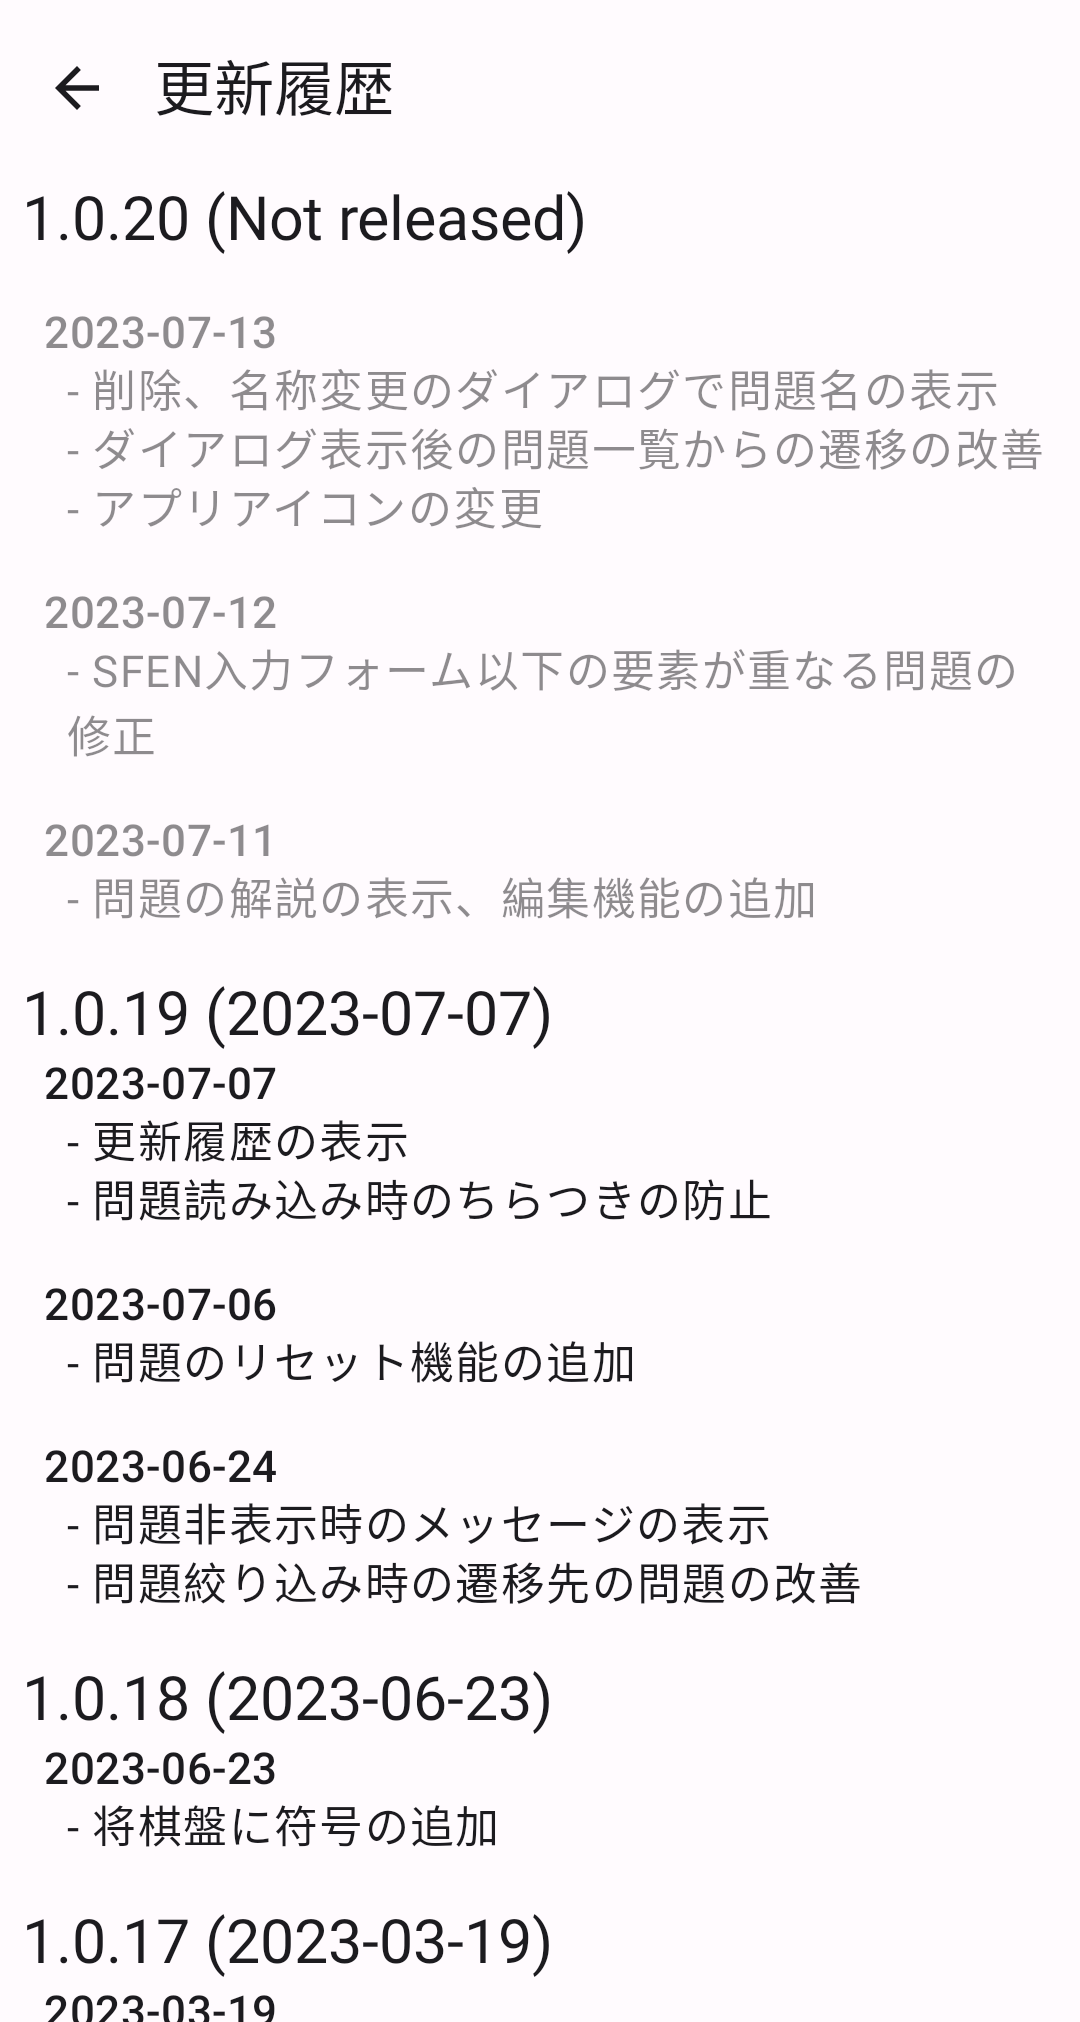 更新履歴
1.0.20 (Not released)
2023-07-13
- 削除、名称変更のダイアログで問題名の表示
- ダイアログ表示後の問題一覧からの遷移の改善
- アプリアイコンの変更
2023-07-12
- SFEN入力フォーム以下の要素が重なる問題の
修正
2023-07-11
- 問題の解説の表示、編集機能の追加
1.0.19 (2023-07-07)
2023-07-07
- 更新履歴の表示
- 問題読み込み時のちらつきの防止
2023-07-06
- 問題のリセット機能の追加
2023-06-24
- 問題非表示時のメッセージの表示
- 問題絞り込み時の遷移先の問題の改善
1.0.18 (2023-06-23)
2023-06-23
- 将棋盤に符号の追加
1.0.17 (2023-03-19)
2023-03-19